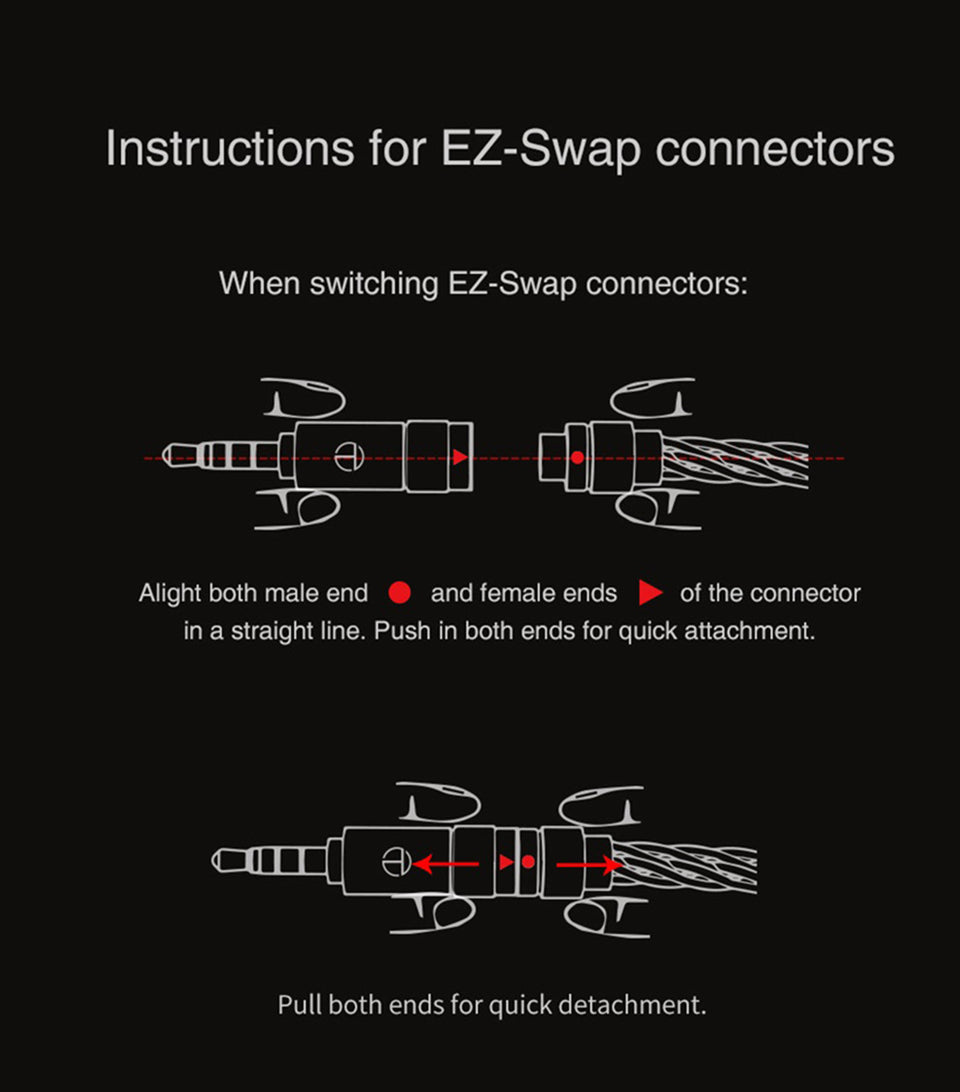 Instructions for EZ-Swap connectors
When switching EZ-Swap connectors:
Alight both male end and female ends of the connector
in a straight line. Push in both ends for quick attachment.
Pull both ends for quick detachment.